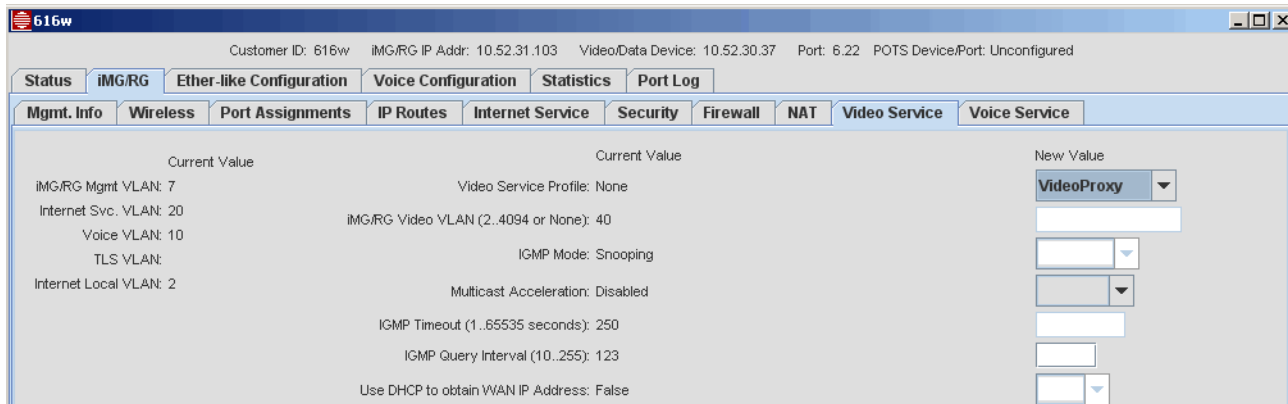 616w
Customer ID: 616w iMG/RG IP Addr: 10.52.31.103 Video/Data Device: 10.52.30.37 Port: 6.22 POTS Device/Port: Unconfigured
Status iMG/RG Ether-like Configuration Voice Configuration Statistics Port Log
Mgmt. Info Wireless Port Assignments IP Routes Internet Service Security Firewall NAT Video Service Voice Service
Current Value Current Value New Value
iMG/RG Mgmt VLAN: 7 Video Service Profile: None VideoProxy
Internet Svc. VLAN: 20 iMG/RG Video VLAN (2..4094 or None): 40
Voice VLAN: 10
TLS VLAN: IGMP Mode: Snooping
Internet Local VLAN: 2 Multicast Acceleration: Disabled
IGMP Timeout (1..65535 seconds): 250
IGMP Query Interval (10..255): 123
Use DHCP to obtain WAN IP Address: False